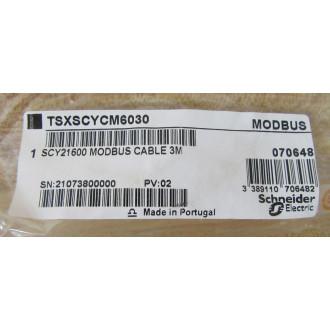 TSXSCYCM6030
MODBUS
1 SCY21600 MODBUS CABLE 3M
070648
SN:21073800000 PV:02
3 389110 706482
Made in Portugal
Schneider
Electric